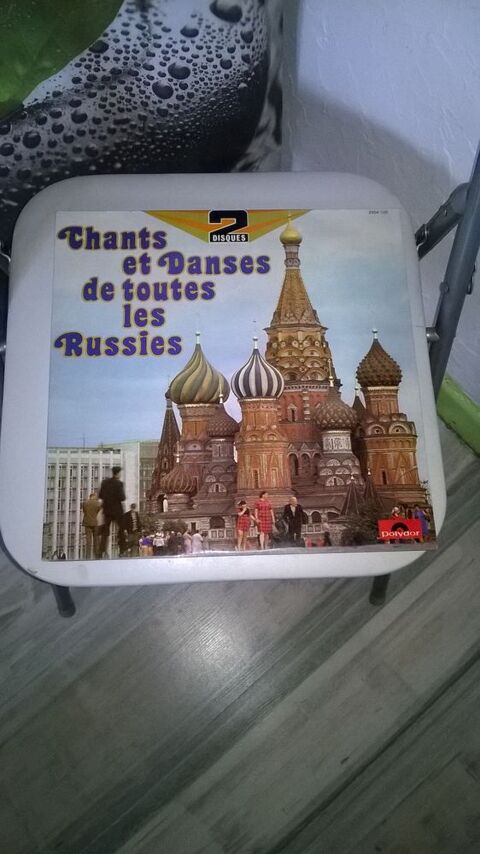 2
DISQUES
Chants
et Danses
de toutes
les
Russies
Polydor